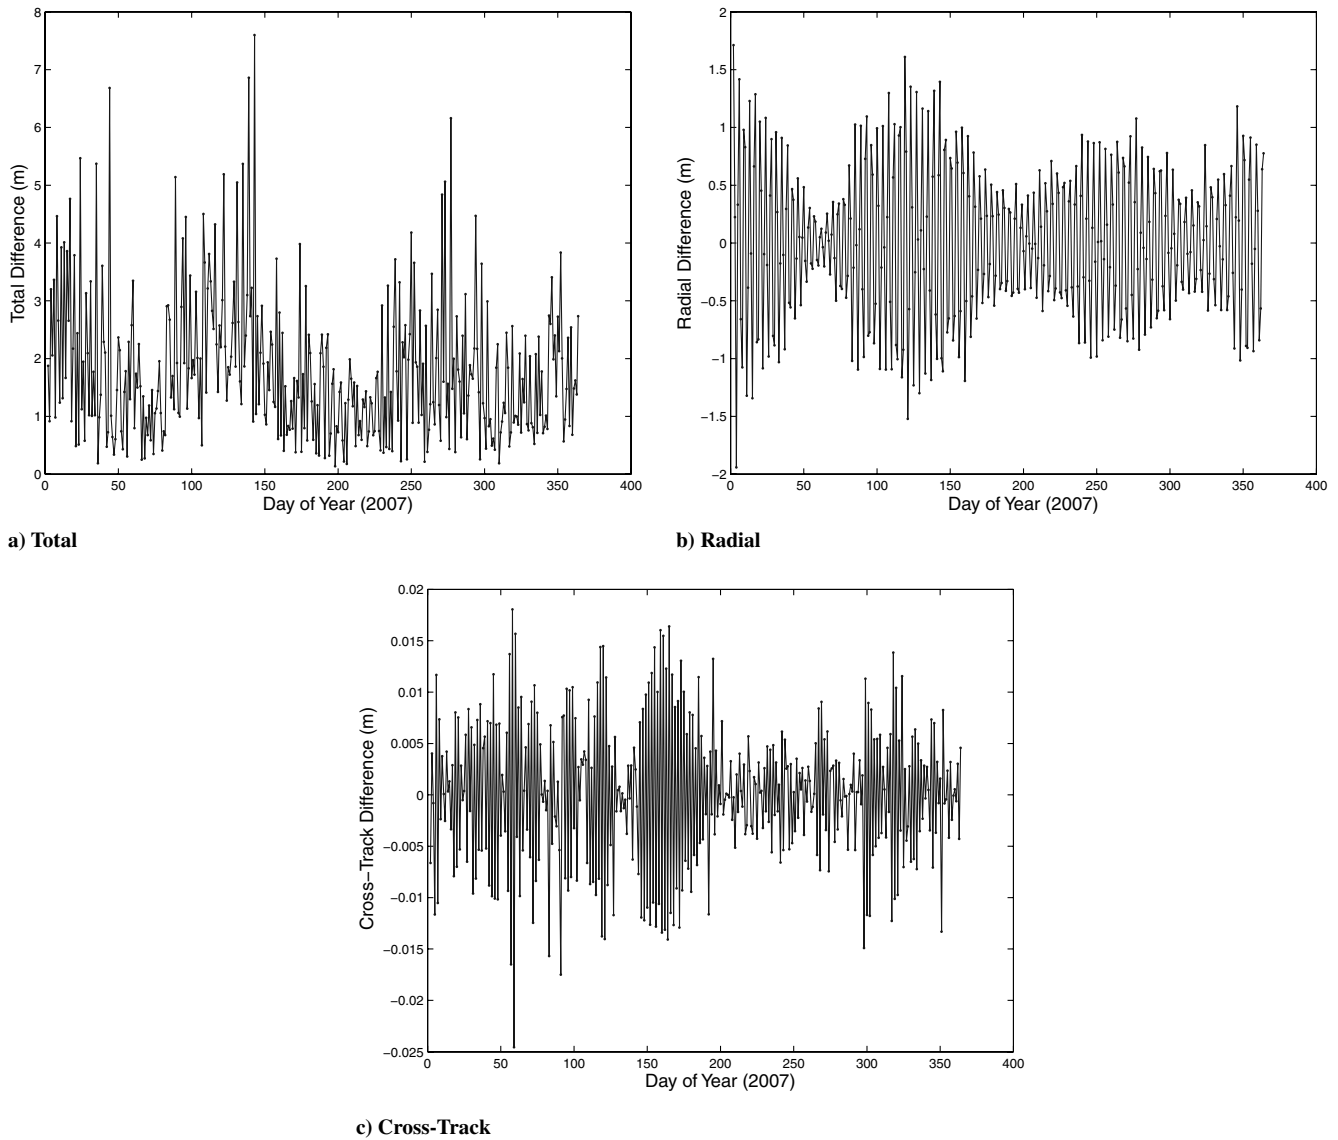 8
7
6
5
4
3
2
1
0
Total Difference (m)
0 50 100 150 200 250 300 350 400
Day of Year (2007)
a) Total
2
1.5
1
0.5
0
−0.5
−1
−1.5
−2
Radial Difference (m)
0 50 100 150 200 250 300 350 400
Day of Year (2007)
b) Radial
0.02
0.015
0.01
0.005
0
−0.005
−0.01
−0.015
−0.02
−0.025
Cross−Track Difference (m)
0 50 100 150 200 250 300 350 400
Day of Year (2007)
c) Cross-Track